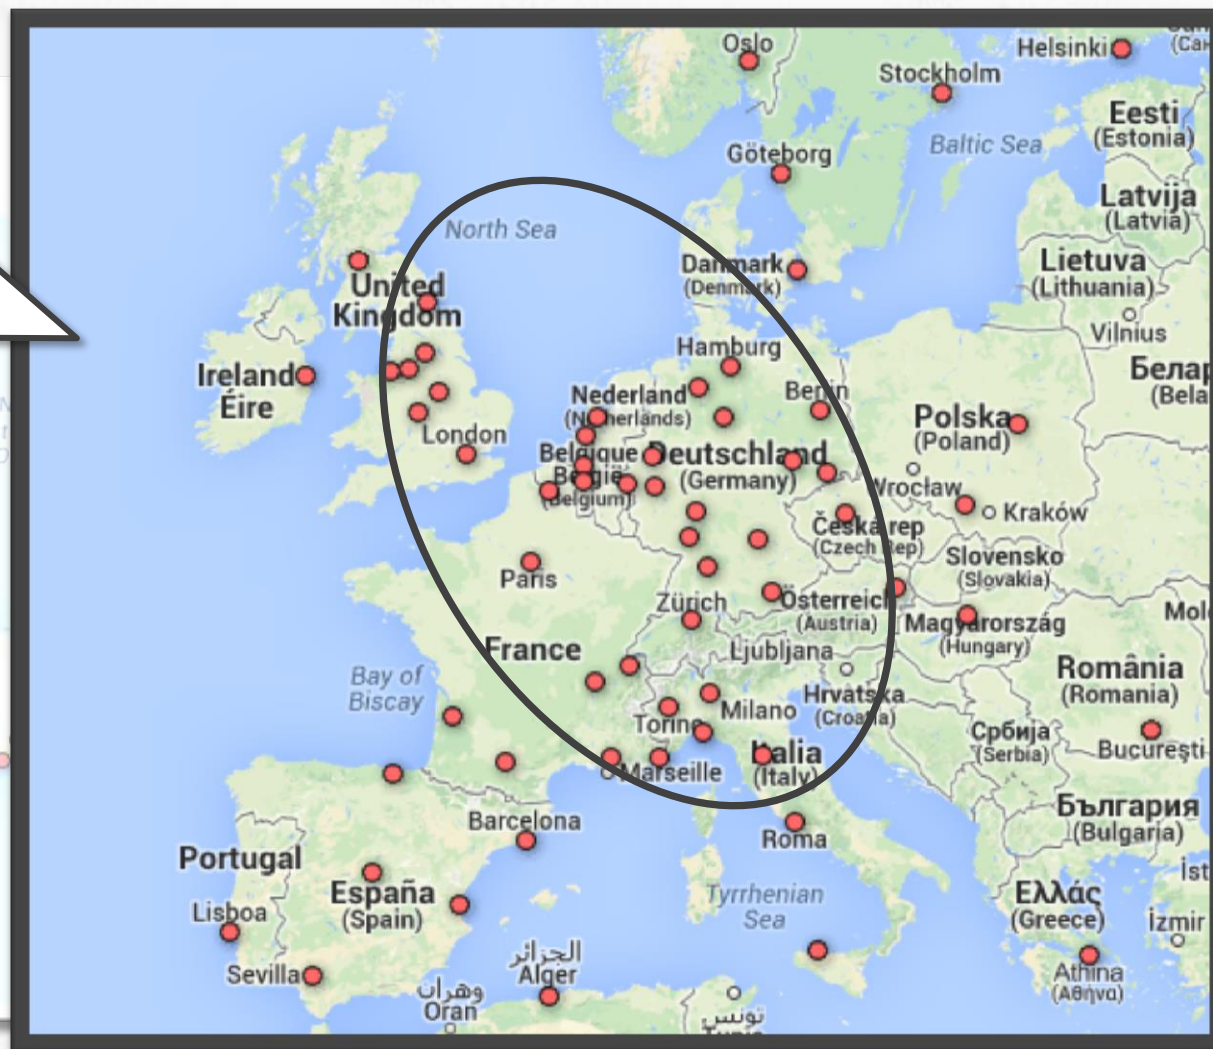 Oslo
Helsinki
Stockholm
Eesti
(Estonia)
Baltic Sea
Göteborg
Latvija
(Latvia)
North Sea
Danmark
(Denmark)
Lietuva
(Lithuania)
United
Kingdom
Vilnius
Hamburg
Ireland
Éire
Nederland
(Netherlands)
Berlin
Polska
(Poland)
London
Belgique
België
(Belgium)
Deutschland
(Germany)
Wrocław
Kraków
Česká rep
(Czech Rep)
Slovensko
(Slovakia)
Paris
Zürich
Österreich
(Austria)
Magyarország
(Hungary)
France
Ljubljana
România
(Romania)
Bay of
Biscay
Hrvatska
(Croatia)
Torino
Milano
Србија
(Serbia)
Bucureşti
Marseille
Italia
(Italy)
България
(Bulgaria)
Barcelona
Roma
Portugal
España
(Spain)
Tyrrhenian
Sea
Ελλάς
(Greece)
İzmir
Lisboa
Sevilla
الجزائر
Alger
وهران
Oran
تونس
Athina
(Αθήνα)